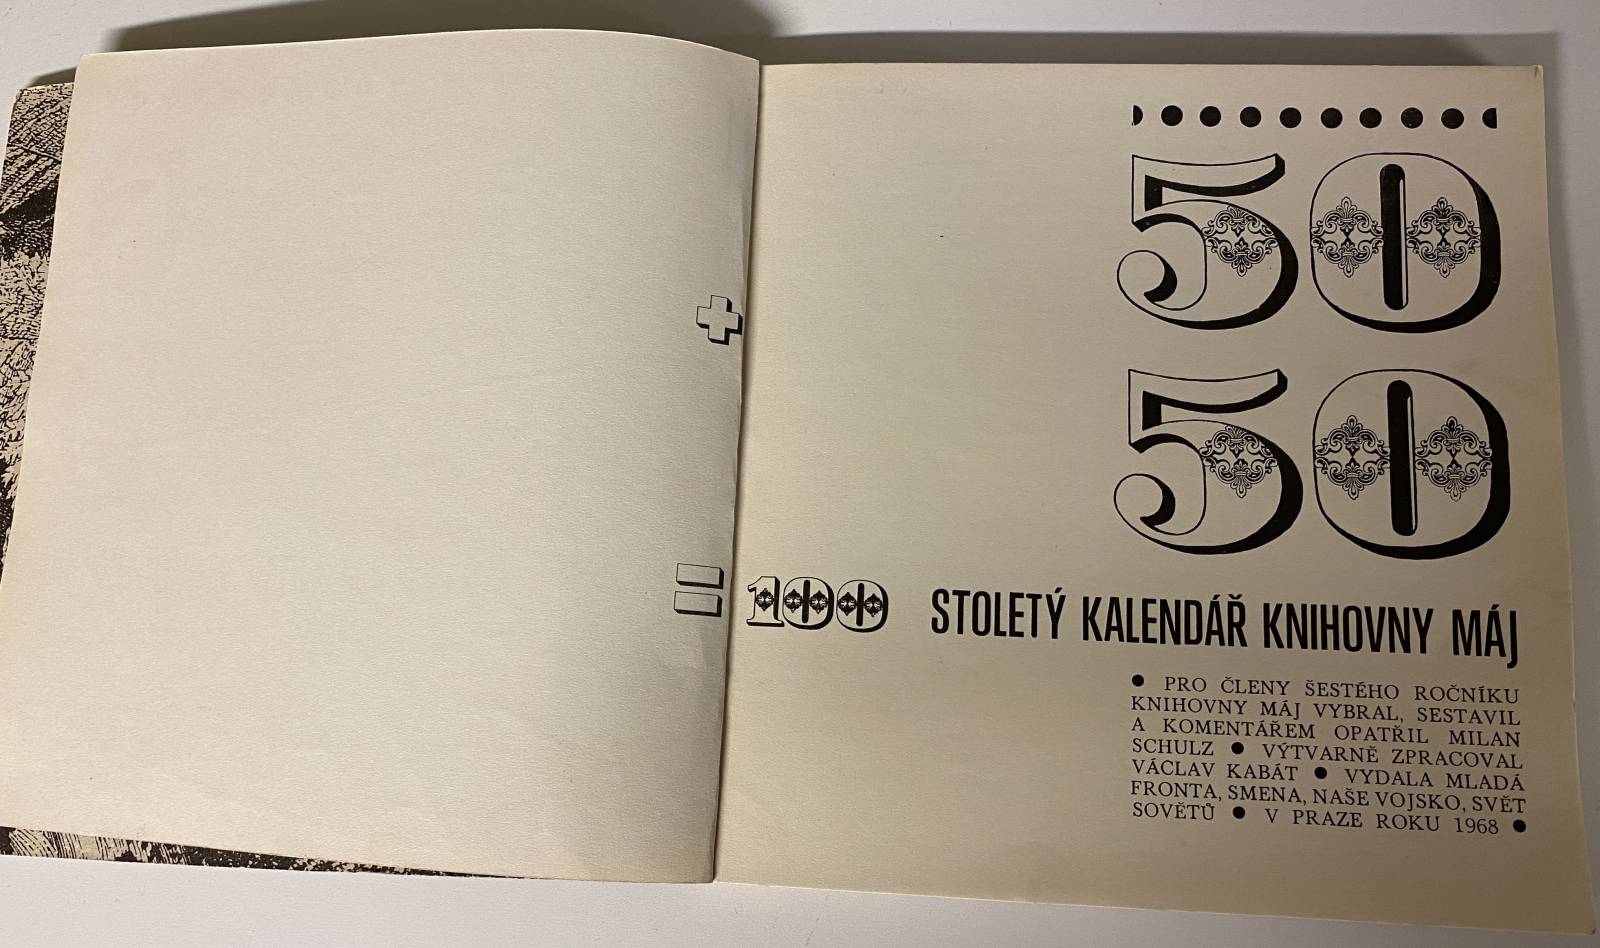 50
+
50
= 100 STOLETÝ KALENDÁŘ KNIHOVNY MÁJ
● PRO ČLENY ŠESTÉHO ROČNÍKU
KNIHOVNY MÁJ VYBRAL, SESTAVIL
A KOMENTÁŘEM OPATŘIL MILAN
SCHULZ ● VÝTVARNĚ ZPRACOVAL
VÁCLAV KABÁT ● VYDALA MLADÁ
FRONTA, SMENA, NAŠE VOJSKO, SVĚT
SOVĚTŮ ● V PRAZE ROKU 1968 ●